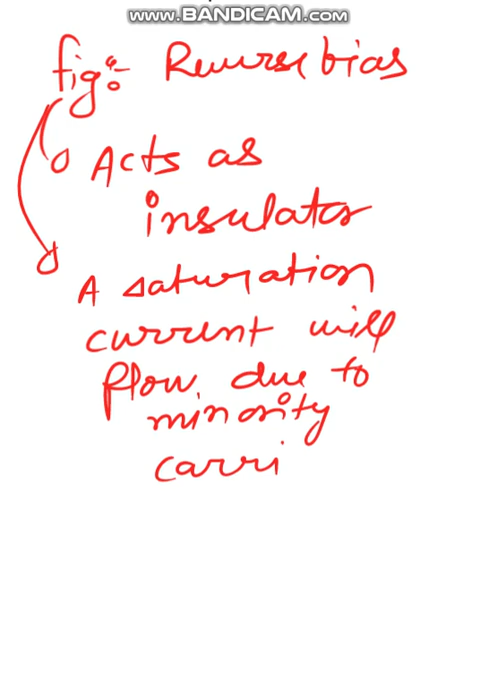 www.BANDICAM.com
fig:- Reverse bias
Acts as
insulator
A saturation
current will
flow, due to
minority
carri